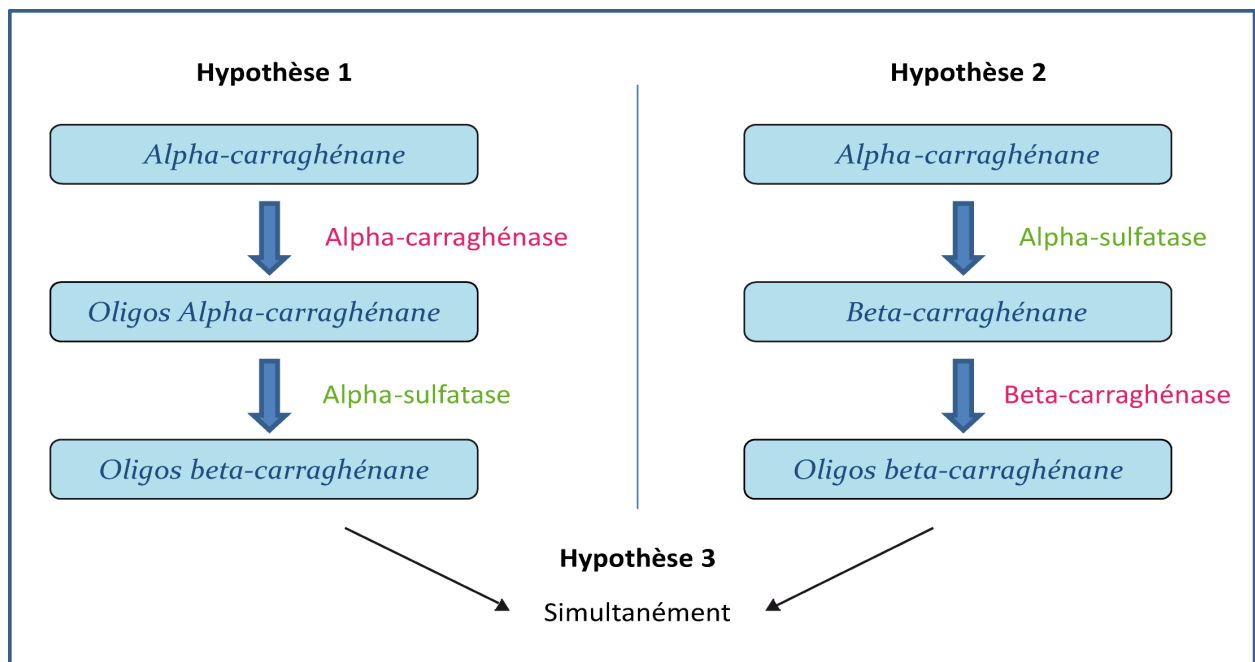 Hypothèse 1
Alpha-carraghénane
Alpha-carraghénase
Oligos Alpha-carraghénane
Alpha-sulfatase
Oligos beta-carraghénane
Hypothèse 2
Alpha-carraghénane
Alpha-sulfatase
Beta-carraghénane
Beta-carraghénase
Oligos beta-carraghénane
Hypothèse 3
Simultanément